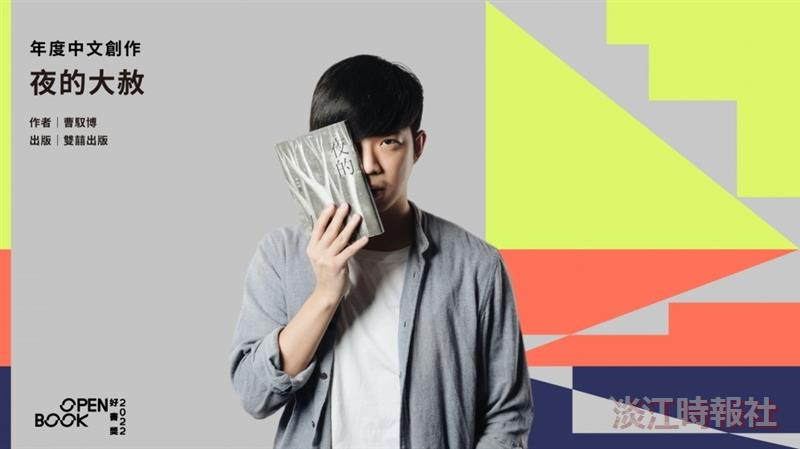 年度中文創作
夜的大赦
作者｜曹馭博
出版｜雙囍出版
夜
的
OPEN
BOOK
好書獎
2022
淡江時報社